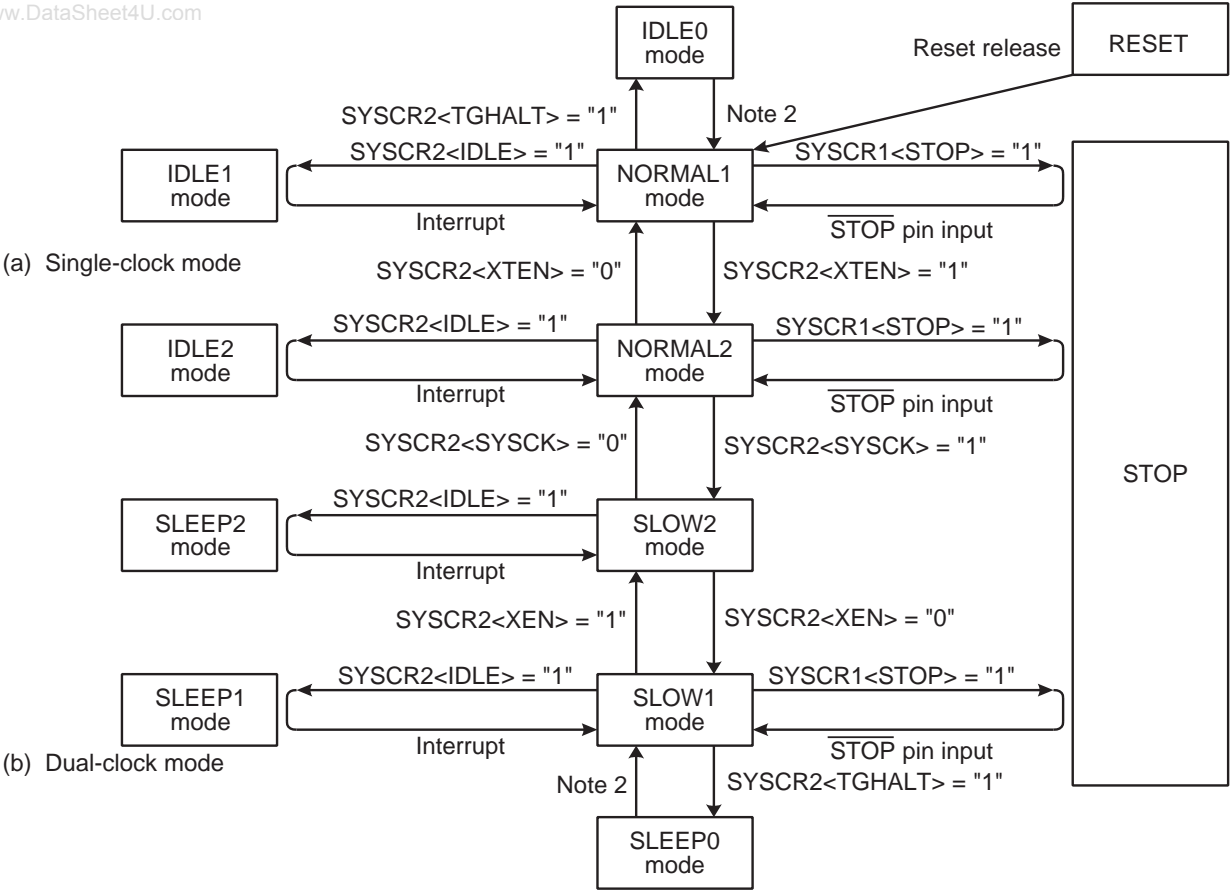 ww.DataSheet4U.com
IDLE0
mode
Reset release
RESET
SYSCR2<TGHALT> = "1"
Note 2
IDLE1
mode
SYSCR2<IDLE> = "1"
Interrupt
NORMAL1
mode
SYSCR1<STOP> = "1"
STOP pin input
(a) Single-clock mode
SYSCR2<XTEN> = "0"
SYSCR2<XTEN> = "1"
IDLE2
mode
SYSCR2<IDLE> = "1"
Interrupt
NORMAL2
mode
SYSCR1<STOP> = "1"
STOP pin input
SYSCR2<SYSCK> = "0"
SYSCR2<SYSCK> = "1"
STOP
SLEEP2
mode
SYSCR2<IDLE> = "1"
Interrupt
SLOW2
mode
SYSCR2<XEN> = "1"
SYSCR2<XEN> = "0"
SLEEP1
mode
SYSCR2<IDLE> = "1"
Interrupt
SLOW1
mode
SYSCR1<STOP> = "1"
STOP pin input
(b) Dual-clock mode
Note 2
SYSCR2<TGHALT> = "1"
SLEEP0
mode